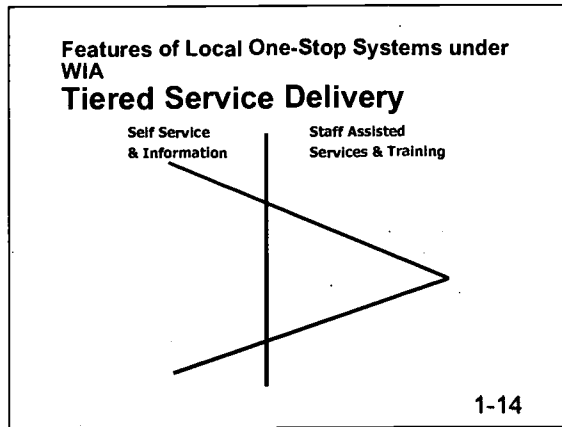 Features of Local One-Stop Systems under
WIA
Tiered Service Delivery
Self Service
& Information
Staff Assisted
Services & Training
1-14